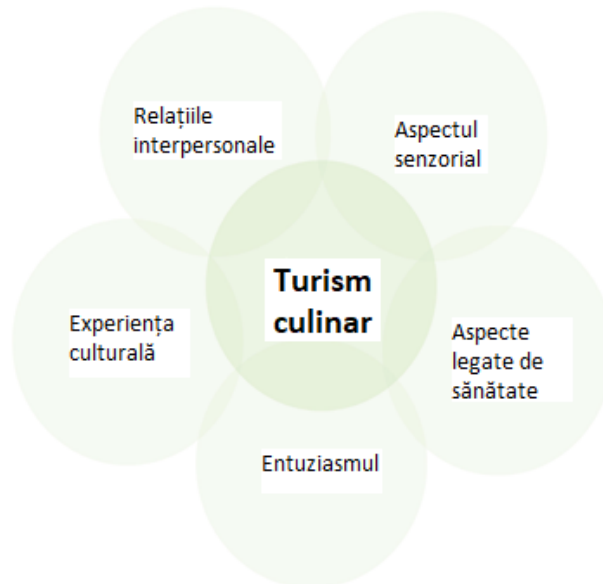 Relațiile
interpersonale
Aspectul
senzorial
Turism
culinar
Experiența
culturală
Aspecte
legate de
sănătate
Entuziasmul